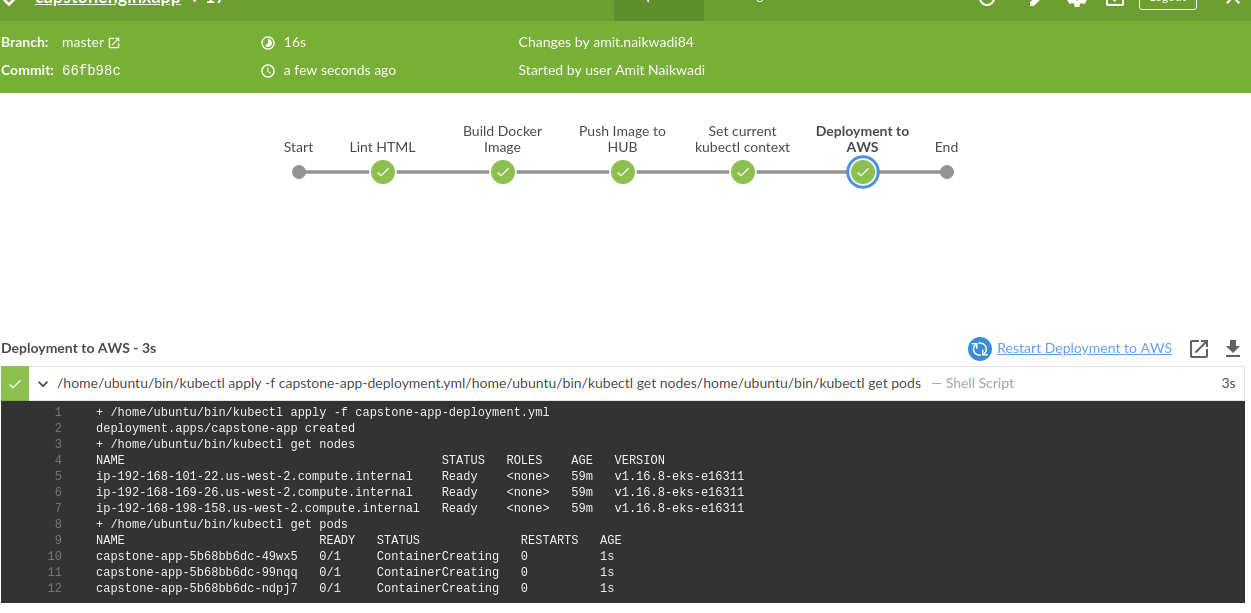 capstonenginxapp
Branch: master 16s Changes by amit.naikwadi84
Commit: 66fb98c a few seconds ago Started by user Amit Naikwadi
Start Lint HTML Build Docker Image Push Image to HUB Set current kubectl context Deployment to AWS End
Deployment to AWS - 3s Restart Deployment to AWS
/home/ubuntu/bin/kubectl apply -f capstone-app-deployment.yml/home/ubuntu/bin/kubectl get nodes/home/ubuntu/bin/kubectl get pods — Shell Script 3s
1 + /home/ubuntu/bin/kubectl apply -f capstone-app-deployment.yml
2 deployment.apps/capstone-app created
3 + /home/ubuntu/bin/kubectl get nodes
4 NAME STATUS ROLES AGE VERSION
5 ip-192-168-101-22.us-west-2.compute.internal Ready <none> 59m v1.16.8-eks-e16311
6 ip-192-168-169-26.us-west-2.compute.internal Ready <none> 59m v1.16.8-eks-e16311
7 ip-192-168-198-158.us-west-2.compute.internal Ready <none> 59m v1.16.8-eks-e16311
8 + /home/ubuntu/bin/kubectl get pods
9 NAME READY STATUS RESTARTS AGE
10 capstone-app-5b68bb6dc-49wx5 0/1 ContainerCreating 0 1s
11 capstone-app-5b68bb6dc-99nqq 0/1 ContainerCreating 0 1s
12 capstone-app-5b68bb6dc-ndpj7 0/1 ContainerCreating 0 1s